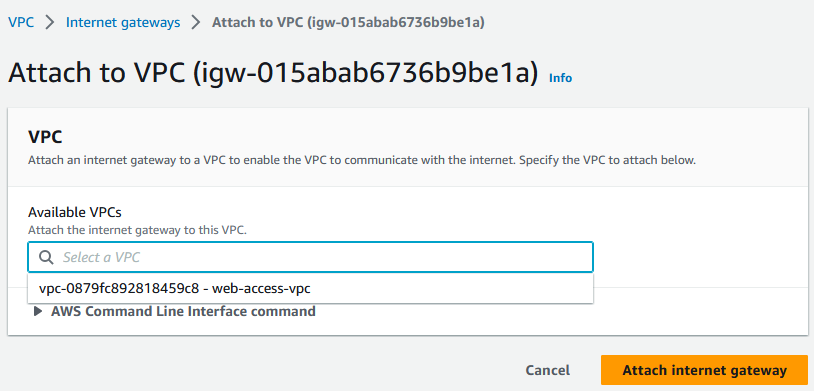 VPC > Internet gateways > Attach to VPC (igw-015abab6736b9be1a)
Attach to VPC (igw-015abab6736b9be1a) Info
VPC
Attach an internet gateway to a VPC to enable the VPC to communicate with the internet. Specify the VPC to attach below.
Available VPCs
Attach the internet gateway to this VPC.
Select a VPC
vpc-0879fc892818459c8 - web-access-vpc
AWS Command Line Interface command
Cancel Attach internet gateway